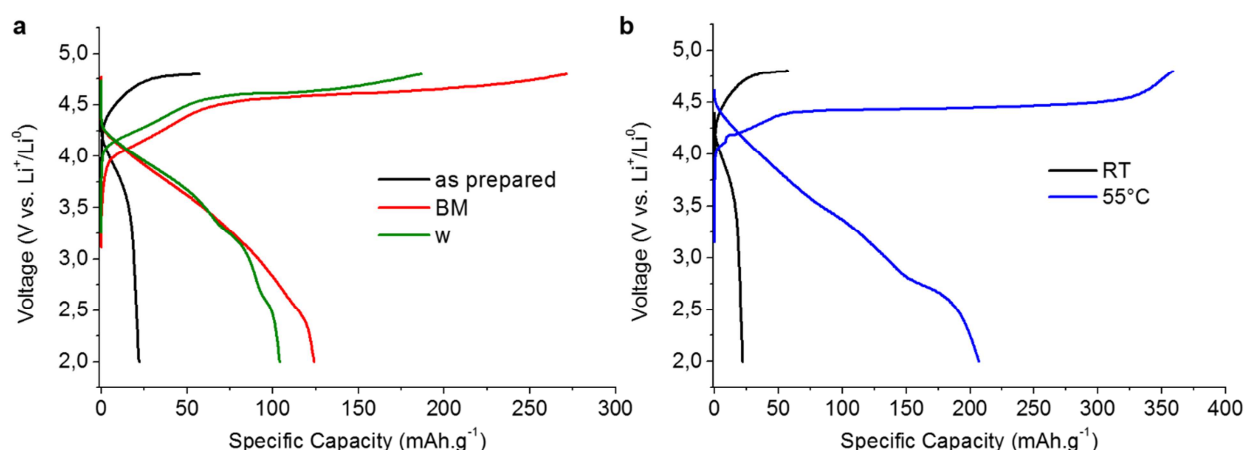 a
5,0
4,5
4,0
3,5
3,0
2,5
2,0
Voltage (V vs. Li⁺/Li⁰)
as prepared
BM
w
0
50
100
150
200
250
300
Specific Capacity (mAh.g⁻¹)
b
5,0
4,5
4,0
3,5
3,0
2,5
2,0
Voltage (V vs. Li⁺/Li⁰)
RT
55°C
0
50
100
150
200
250
300
350
400
Specific Capacity (mAh.g⁻¹)